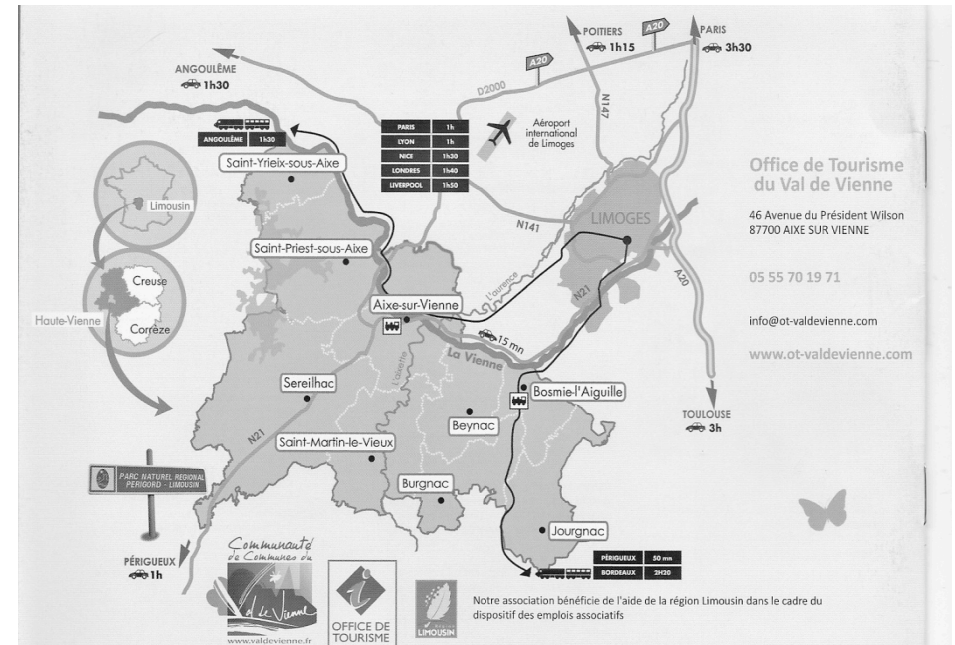 POITIERS
1h15
A20
A20
PARIS
3h30
ANGOULÊME
1h30
D2000
N147
ANGOULÊME 1h30
PARIS 1h
LYON 1h
NICE 1h30
LONDRES 1h40
LIVERPOOL 1h50
Aéroport
international
de Limoges
Saint-Yrieix-sous-Aixe
Limousin
Office de Tourisme
du Val de Vienne
46 Avenue du Président Wilson
87700 AIXE SUR VIENNE
05 55 70 19 71
info@ot-valdevienne.com
www.ot-valdevienne.com
N141
LIMOGES
Saint-Priest-sous-Aixe
Creuse
Corrèze
Haute-Vienne
L'aurence
N21
A20
Aixe-sur-Vienne
15 mn
La Vienne
L'aixette
Sereilhac
Bosmie-l'Aiguille
Beynac
TOULOUSE
3h
N21
Saint-Martin-le-Vieux
PARC NATUREL REGIONAL
PÉRIGORD - LIMOUSIN
Burgnac
Jourgnac
PÉRIGUEUX
1h
PÉRIGUEUX 50 mn
BORDEAUX 2H20
Communauté
de Communes du
Val de Vienne
www.valdevienne.fr
i
OFFICE DE
TOURISME
Région
LIMOUSIN
Notre association bénéficie de l'aide de la région Limousin dans le cadre du
dispositif des emplois associatifs